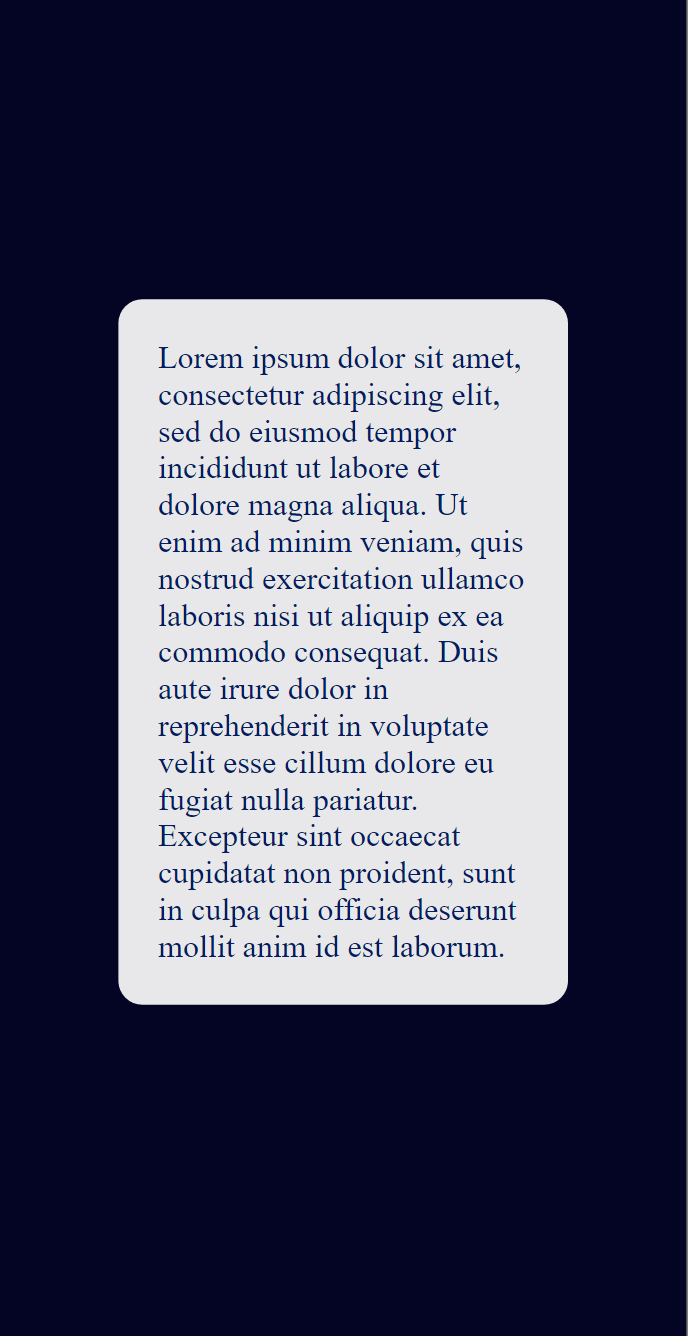 Lorem ipsum dolor sit amet,
consectetur adipiscing elit,
sed do eiusmod tempor
incididunt ut labore et
dolore magna aliqua. Ut
enim ad minim veniam, quis
nostrud exercitation ullamco
laboris nisi ut aliquip ex ea
commodo consequat. Duis
aute irure dolor in
reprehenderit in voluptate
velit esse cillum dolore eu
fugiat nulla pariatur.
Excepteur sint occaecat
cupidatat non proident, sunt
in culpa qui officia deserunt
mollit anim id est laborum.